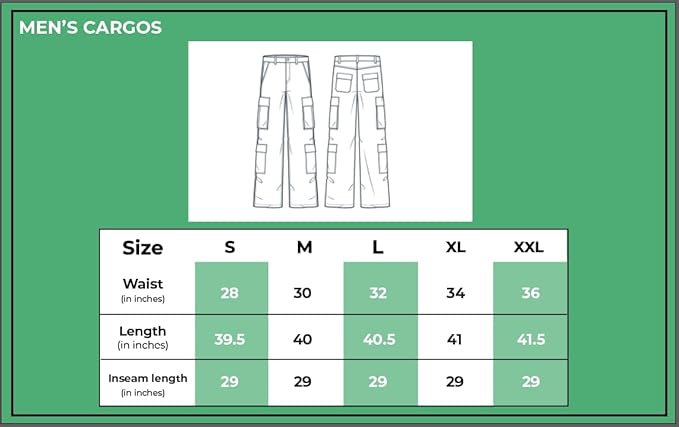 MEN’S CARGOS
Size S M L XL XXL
Waist
(in inches) 28 30 32 34 36
Length
(in inches) 39.5 40 40.5 41 41.5
Inseam length
(in inches) 29 29 29 29 29